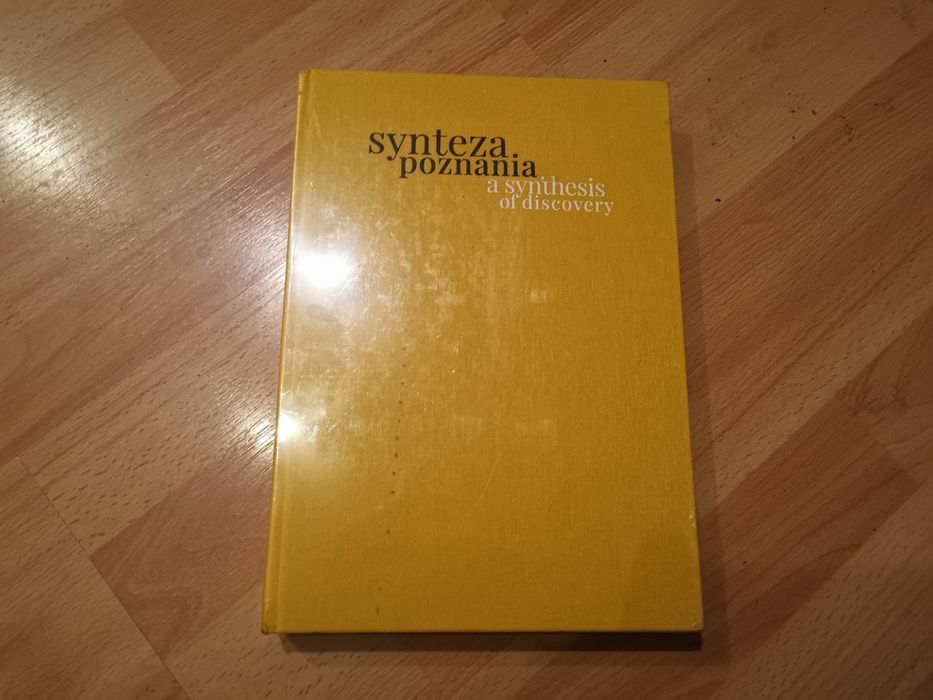 synteza
poznania
a synthesis
of discovery